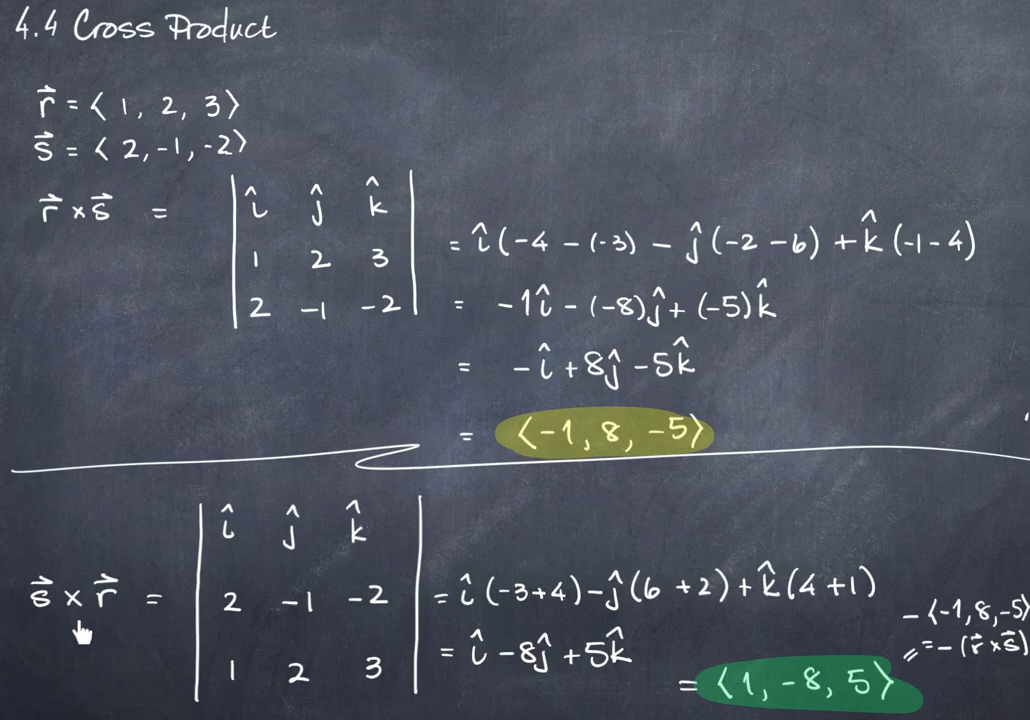 4.4 Cross Product
r⃗ = ⟨ 1, 2, 3⟩
s⃗ = ⟨ 2, -1, -2⟩
r⃗ × s⃗ = | î ĵ k̂ |
| 1 2 3 | = î(-4 - (-3) - ĵ(-2 - 6) + k̂(-1 - 4)
| 2 -1 -2 | = -1î - (-8)ĵ + (-5)k̂
= -î + 8ĵ - 5k̂
= ⟨-1, 8, -5⟩
| î ĵ k̂ |
s⃗ × r⃗ = | 2 -1 -2 | = î(-3+4) - ĵ(6 + 2) + k̂(4 + 1)
| 1 2 3 | = î - 8ĵ + 5k̂
= ⟨1, -8, 5⟩
- ⟨-1, 8, -5⟩
= - (r⃗ × s⃗)